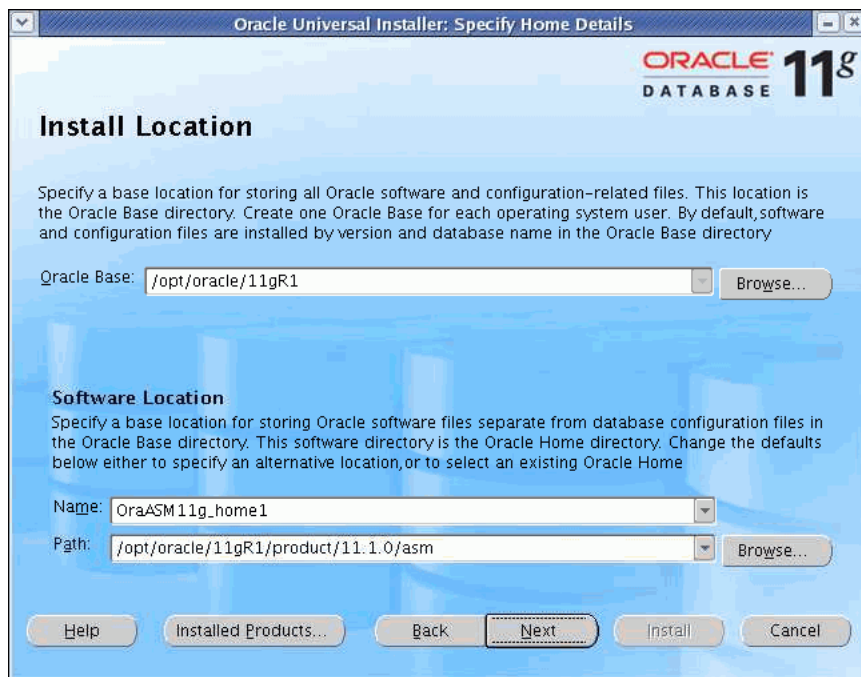 Oracle Universal Installer: Specify Home Details
ORACLE 11g
DATABASE
Install Location
Specify a base location for storing all Oracle software and configuration-related files. This location is
the Oracle Base directory. Create one Oracle Base for each operating system user. By default,software
and configuration files are installed by version and database name in the Oracle Base directory
Oracle Base: /opt/oracle/11gR1 Browse...
Software Location
Specify a base location for storing Oracle software files separate from database configuration files in
the Oracle Base directory. This software directory is the Oracle Home directory. Change the defaults
below either to specify an alternative location,or to select an existing Oracle Home
Name: OraASM11g_home1
Path: /opt/oracle/11gR1/product/11.1.0/asm Browse...
Help Installed Products... Back Next Install Cancel